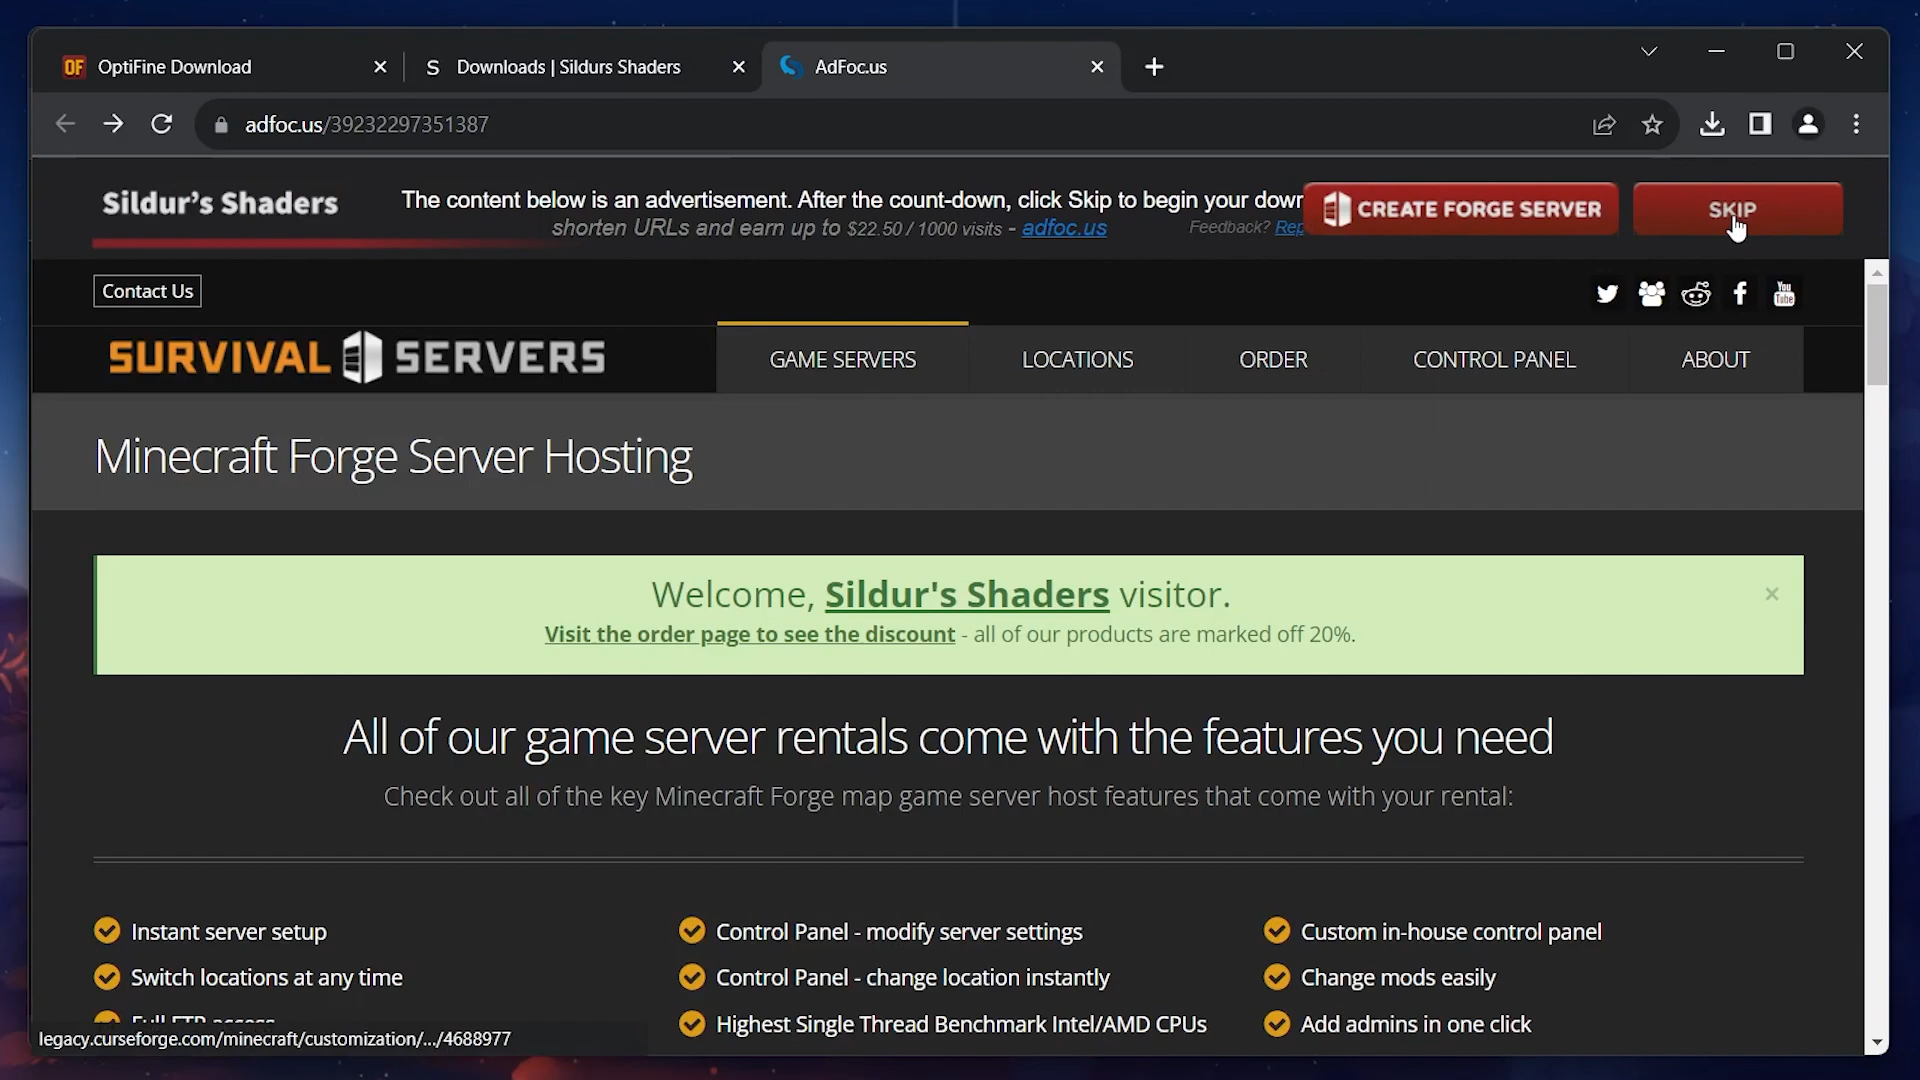 OF OptiFine Download
S Downloads | Sildurs Shaders
AdFoc.us
adfoc.us/39232297351387
Sildur's Shaders
The content below is an advertisement. After the count-down, click Skip to begin your
shorten URLs and earn up to $22.50 / 1000 visits - adfoc.us
Feedback?
CREATE FORGE SERVER
SKIP
Contact Us
You Tube
SURVIVAL SERVERS
GAME SERVERS
LOCATIONS
ORDER
CONTROL PANEL
ABOUT
Minecraft Forge Server Hosting
Welcome, Sildur's Shaders visitor.
Visit the order page to see the discount - all of our products are marked off 20%.
All of our game server rentals come with the features you need
Check out all of the key Minecraft Forge map game server host features that come with your rental:
Instant server setup
Control Panel - modify server settings
Custom in-house control panel
Switch locations at any time
Control Panel - change location instantly
Change mods easily
Full FTP access
Highest Single Thread Benchmark Intel/AMD CPUs
Add admins in one click
legacy.curseforge.com/minecraft/customization/.../4688977